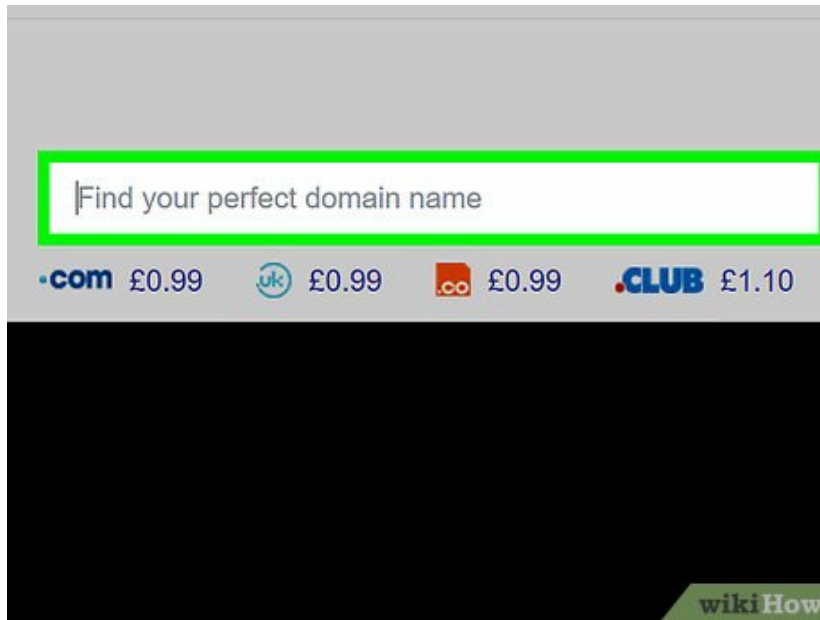 Find your perfect domain name
.com £0.99 .uk £0.99 .co £0.99 .CLUB £1.10
wikiHow